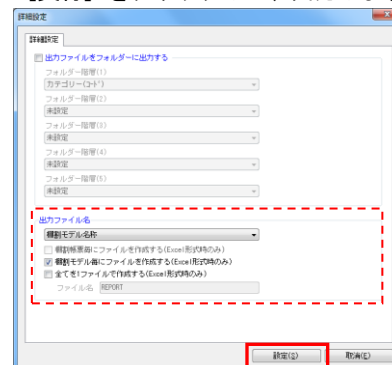 詳細設定
詳細設定
出力ファイルをフォルダーに出力する
フォルダー階層(1)
カテゴリー(コード)
フォルダー階層(2)
未設定
フォルダー階層(3)
未設定
フォルダー階層(4)
未設定
フォルダー階層(5)
未設定
出力ファイル名
棚割モデル名称
棚割帳票毎にファイルを作成する(Excel形式時のみ)
棚割モデル毎にファイルを作成する(Excel形式時のみ)
全てを1ファイルで作成する(Excel形式時のみ)
ファイル名 REPORT
設定(S) 取消(E)